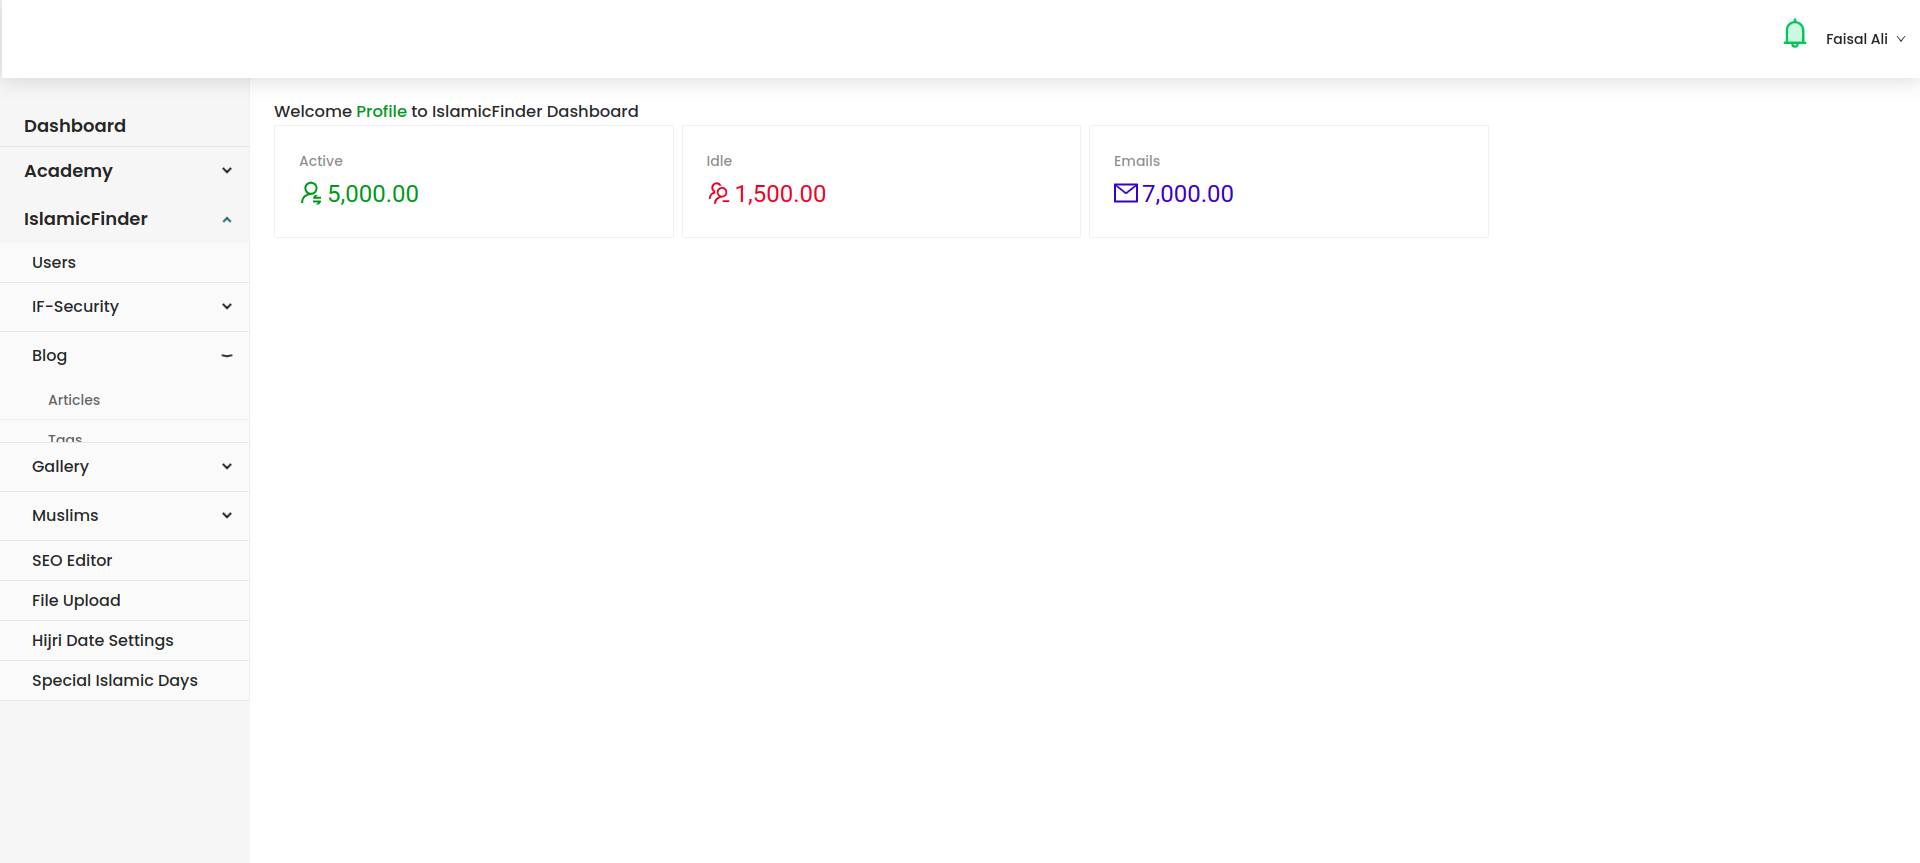 Faisal Ali
Dashboard
Academy
IslamicFinder
Users
IF-Security
Blog
Articles
Tags
Gallery
Muslims
SEO Editor
File Upload
Hijri Date Settings
Special Islamic Days
Welcome Profile to IslamicFinder Dashboard
Active
5,000.00
Idle
1,500.00
Emails
7,000.00